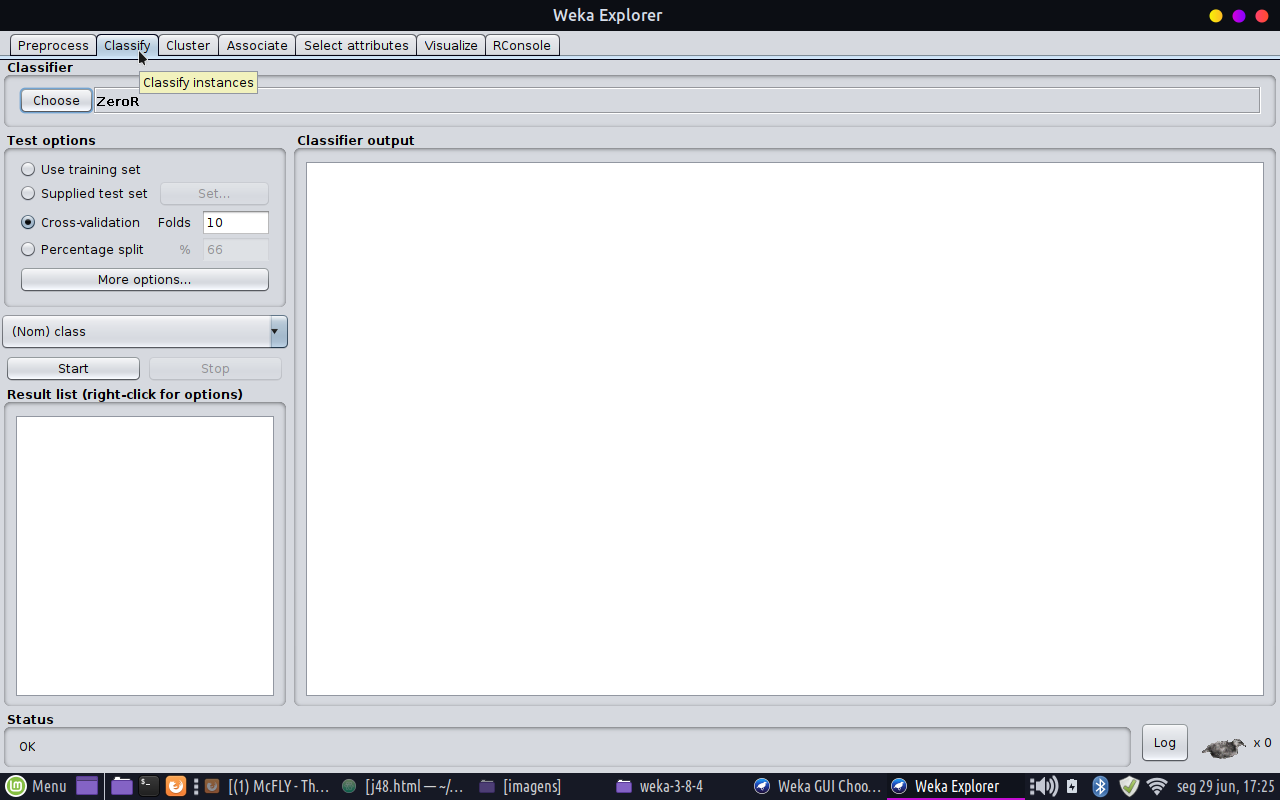 Weka Explorer
Preprocess Classify Cluster Associate Select attributes Visualize RConsole
Classifier
Classify instances
Choose ZeroR
Test options
Classifier output
Use training set
Supplied test set Set...
Cross-validation Folds 10
Percentage split % 66
More options...
(Nom) class
Start Stop
Result list (right-click for options)
Status
OK
Log x 0
Menu [(1) McFLY - Th... [j48.html — ~/... [imagens] weka-3-8-4 Weka GUI Choo... Weka Explorer seg 29 jun, 17:25